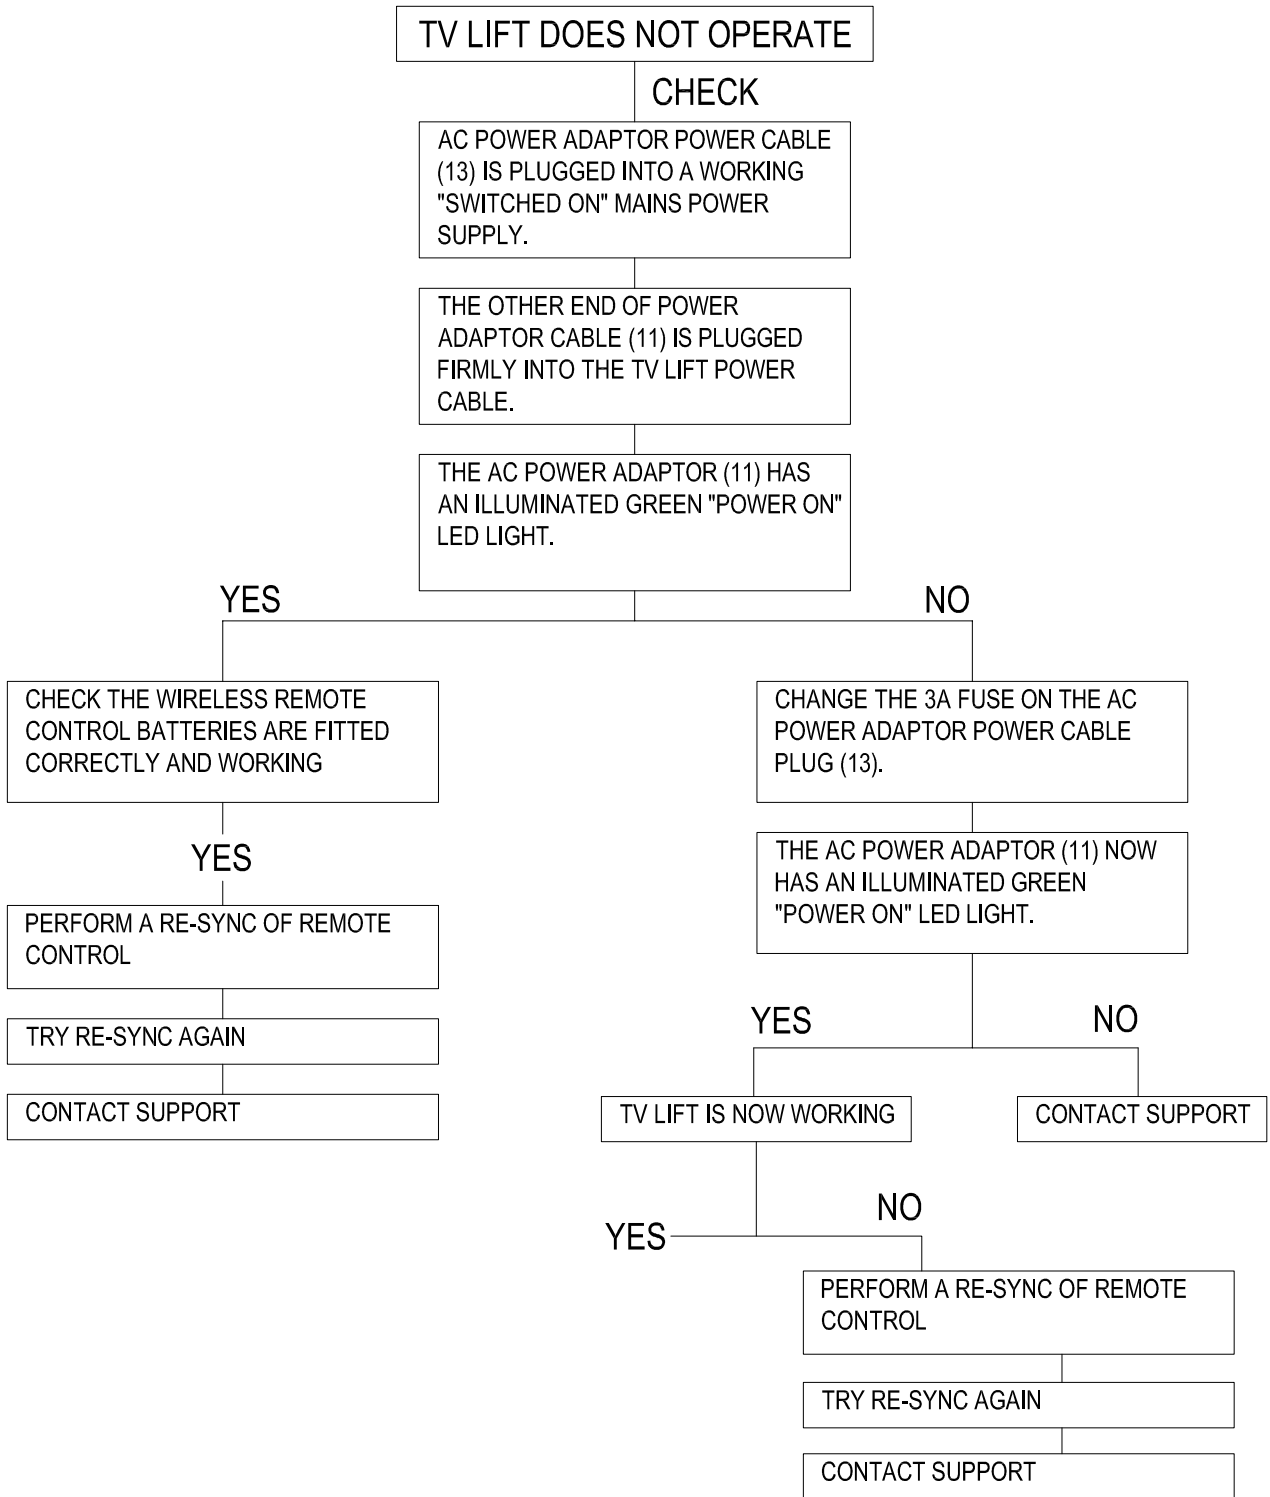 TV LIFT DOES NOT OPERATE
CHECK
AC POWER ADAPTOR POWER CABLE
(13) IS PLUGGED INTO A WORKING
"SWITCHED ON" MAINS POWER
SUPPLY.
THE OTHER END OF POWER
ADAPTOR CABLE (11) IS PLUGGED
FIRMLY INTO THE TV LIFT POWER
CABLE.
THE AC POWER ADAPTOR (11) HAS
AN ILLUMINATED GREEN "POWER ON"
LED LIGHT.
YES
NO
CHECK THE WIRELESS REMOTE
CONTROL BATTERIES ARE FITTED
CORRECTLY AND WORKING
YES
PERFORM A RE-SYNC OF REMOTE
CONTROL
TRY RE-SYNC AGAIN
CONTACT SUPPORT
CHANGE THE 3A FUSE ON THE AC
POWER ADAPTOR POWER CABLE
PLUG (13).
THE AC POWER ADAPTOR (11) NOW
HAS AN ILLUMINATED GREEN
"POWER ON" LED LIGHT.
YES
NO
TV LIFT IS NOW WORKING
CONTACT SUPPORT
YES
NO
PERFORM A RE-SYNC OF REMOTE
CONTROL
TRY RE-SYNC AGAIN
CONTACT SUPPORT